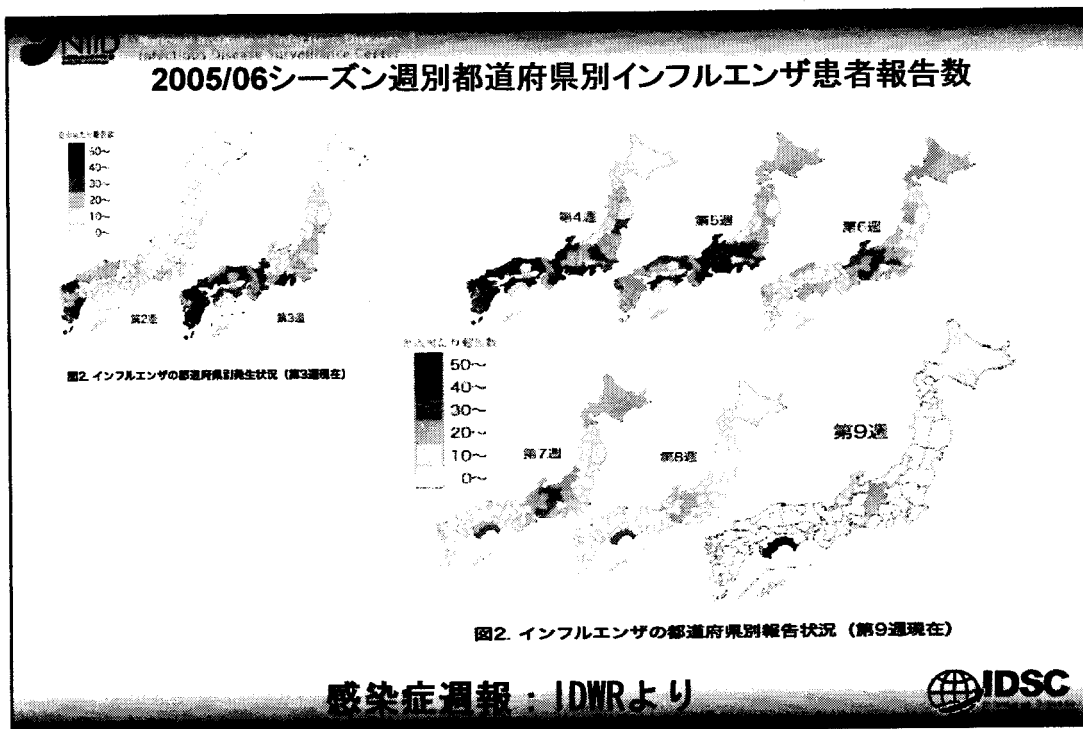 NIID
Infectious Disease Surveillance Center
2005/06シーズン週別都道府県別インフルエンザ患者報告数
50～
40～
30～
20～
10～
0～
第2週
第3週
図2. インフルエンザの都道府県別発生状況（第3週現在）
第4週
第5週
第6週
50～
40～
30～
20～
10～
0～
第7週
第8週
第9週
図2. インフルエンザの都道府県別報告状況（第9週現在）
感染症週報：IDWRより
IDSC